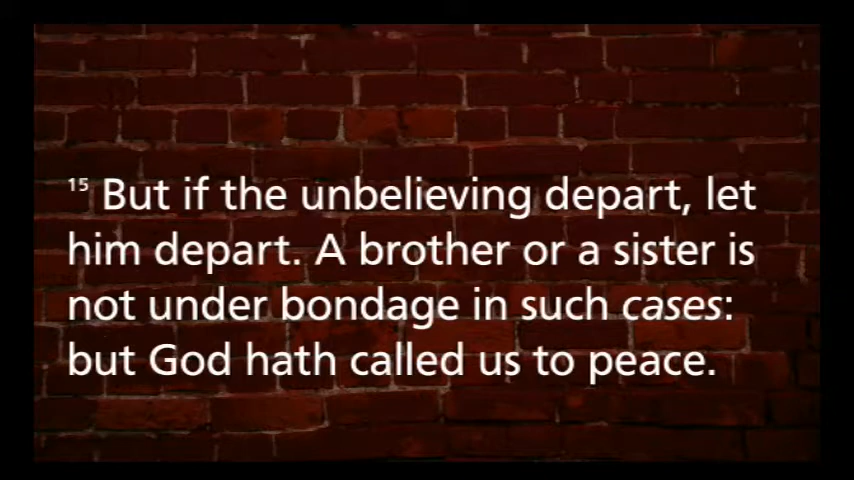 15 But if the unbelieving depart, let
him depart. A brother or a sister is
not under bondage in such cases:
but God hath called us to peace.